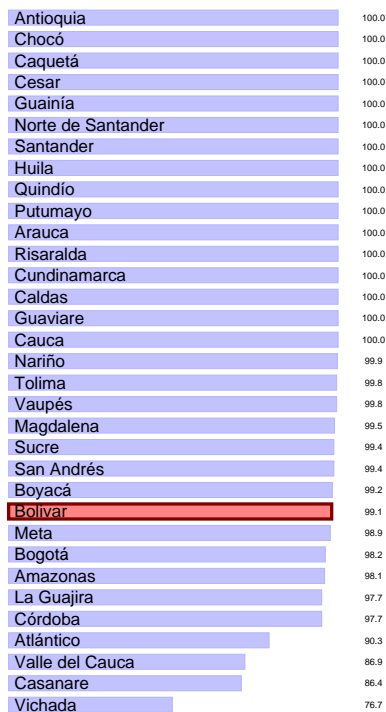 Antioquia 100.0
Chocó 100.0
Caquetá 100.0
Cesar 100.0
Guainía 100.0
Norte de Santander 100.0
Santander 100.0
Huila 100.0
Quindío 100.0
Putumayo 100.0
Arauca 100.0
Risaralda 100.0
Cundinamarca 100.0
Caldas 100.0
Guaviare 100.0
Cauca 100.0
Nariño 99.9
Tolima 99.8
Vaupés 99.8
Magdalena 99.5
Sucre 99.4
San Andrés 99.4
Boyacá 99.2
Bolivar 99.1
Meta 98.9
Bogotá 98.2
Amazonas 98.1
La Guajira 97.7
Córdoba 97.7
Atlántico 90.3
Valle del Cauca 86.9
Casanare 86.4
Vichada 76.7